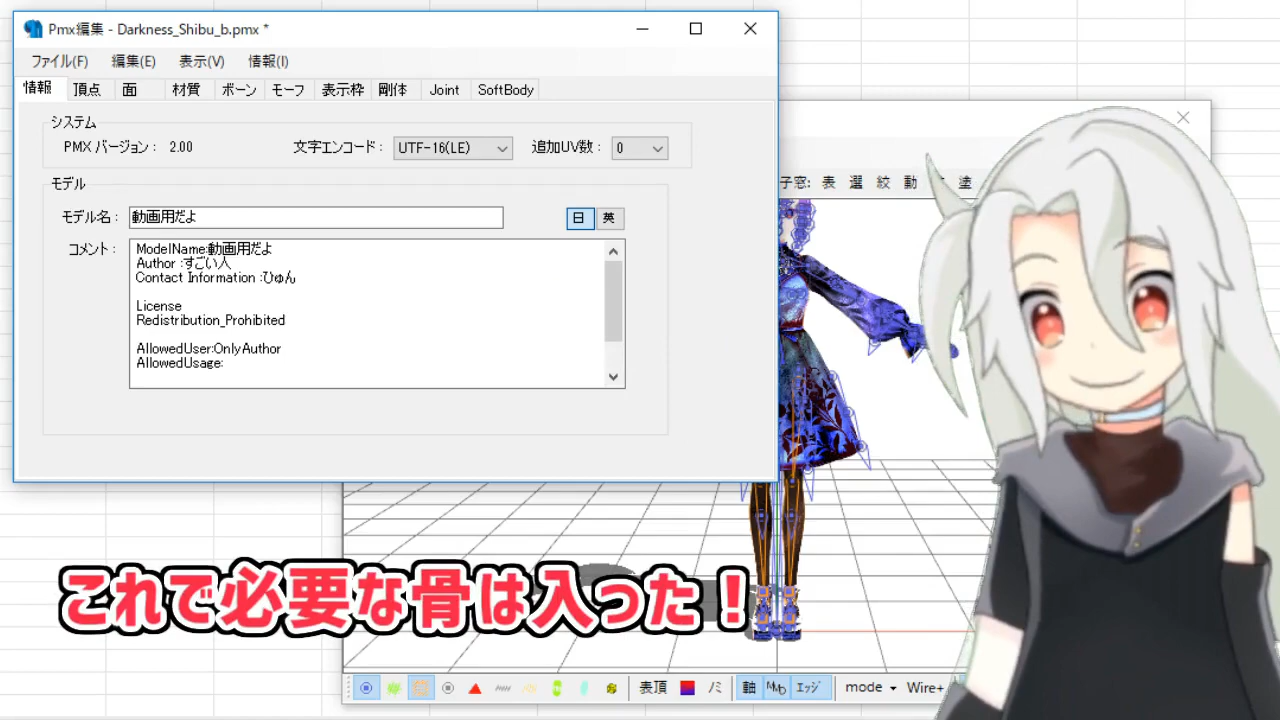 Pmx編集 - Darkness_Shibu_b.pmx *
ファイル(F) 編集(E) 表示(V) 情報(I)
情報 頂点 面 材質 ボーン モーフ 表示枠 剛体 Joint SoftBody
システム
PMX バージョン : 2.00 文字エンコード : UTF-16(LE) 追加UV数 : 0
モデル
モデル名 : 動画用だよ 日 英
コメント : ModelName:動画用だよ
Author :すごい人
Contact Information :ひゅん
License
Redistribution_Prohibited
AllowedUser:OnlyAuthor
AllowedUsage:
子窓: 表 選 絞 動 塗
これで必要な骨は入った!
表頂 軸 エッジ mode Wire+